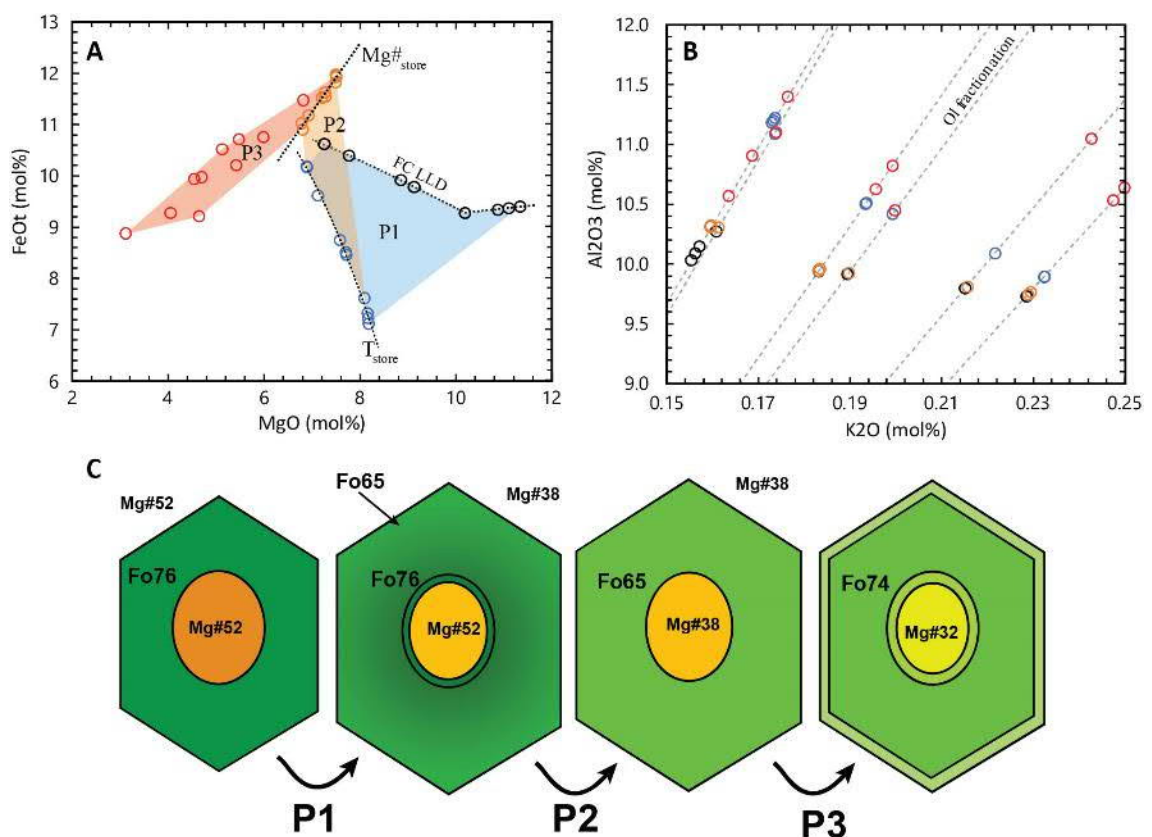 A
FeOt (mol%)
13
12
11
10
9
8
7
6
2
4
6
8
10
12
MgO (mol%)
Mg#store
P2
P3
FC LLD
P1
Tstore
B
Al2O3 (mol%)
12.0
11.5
11.0
10.5
10.0
9.5
9.0
0.15
0.17
0.19
0.21
0.23
0.25
K2O (mol%)
Ol fractionation
C
Mg#52
Fo76
Mg#52
Fo65
Mg#38
Fo76
Mg#52
Mg#38
Fo65
Mg#38
Fo74
Mg#32
P1
P2
P3